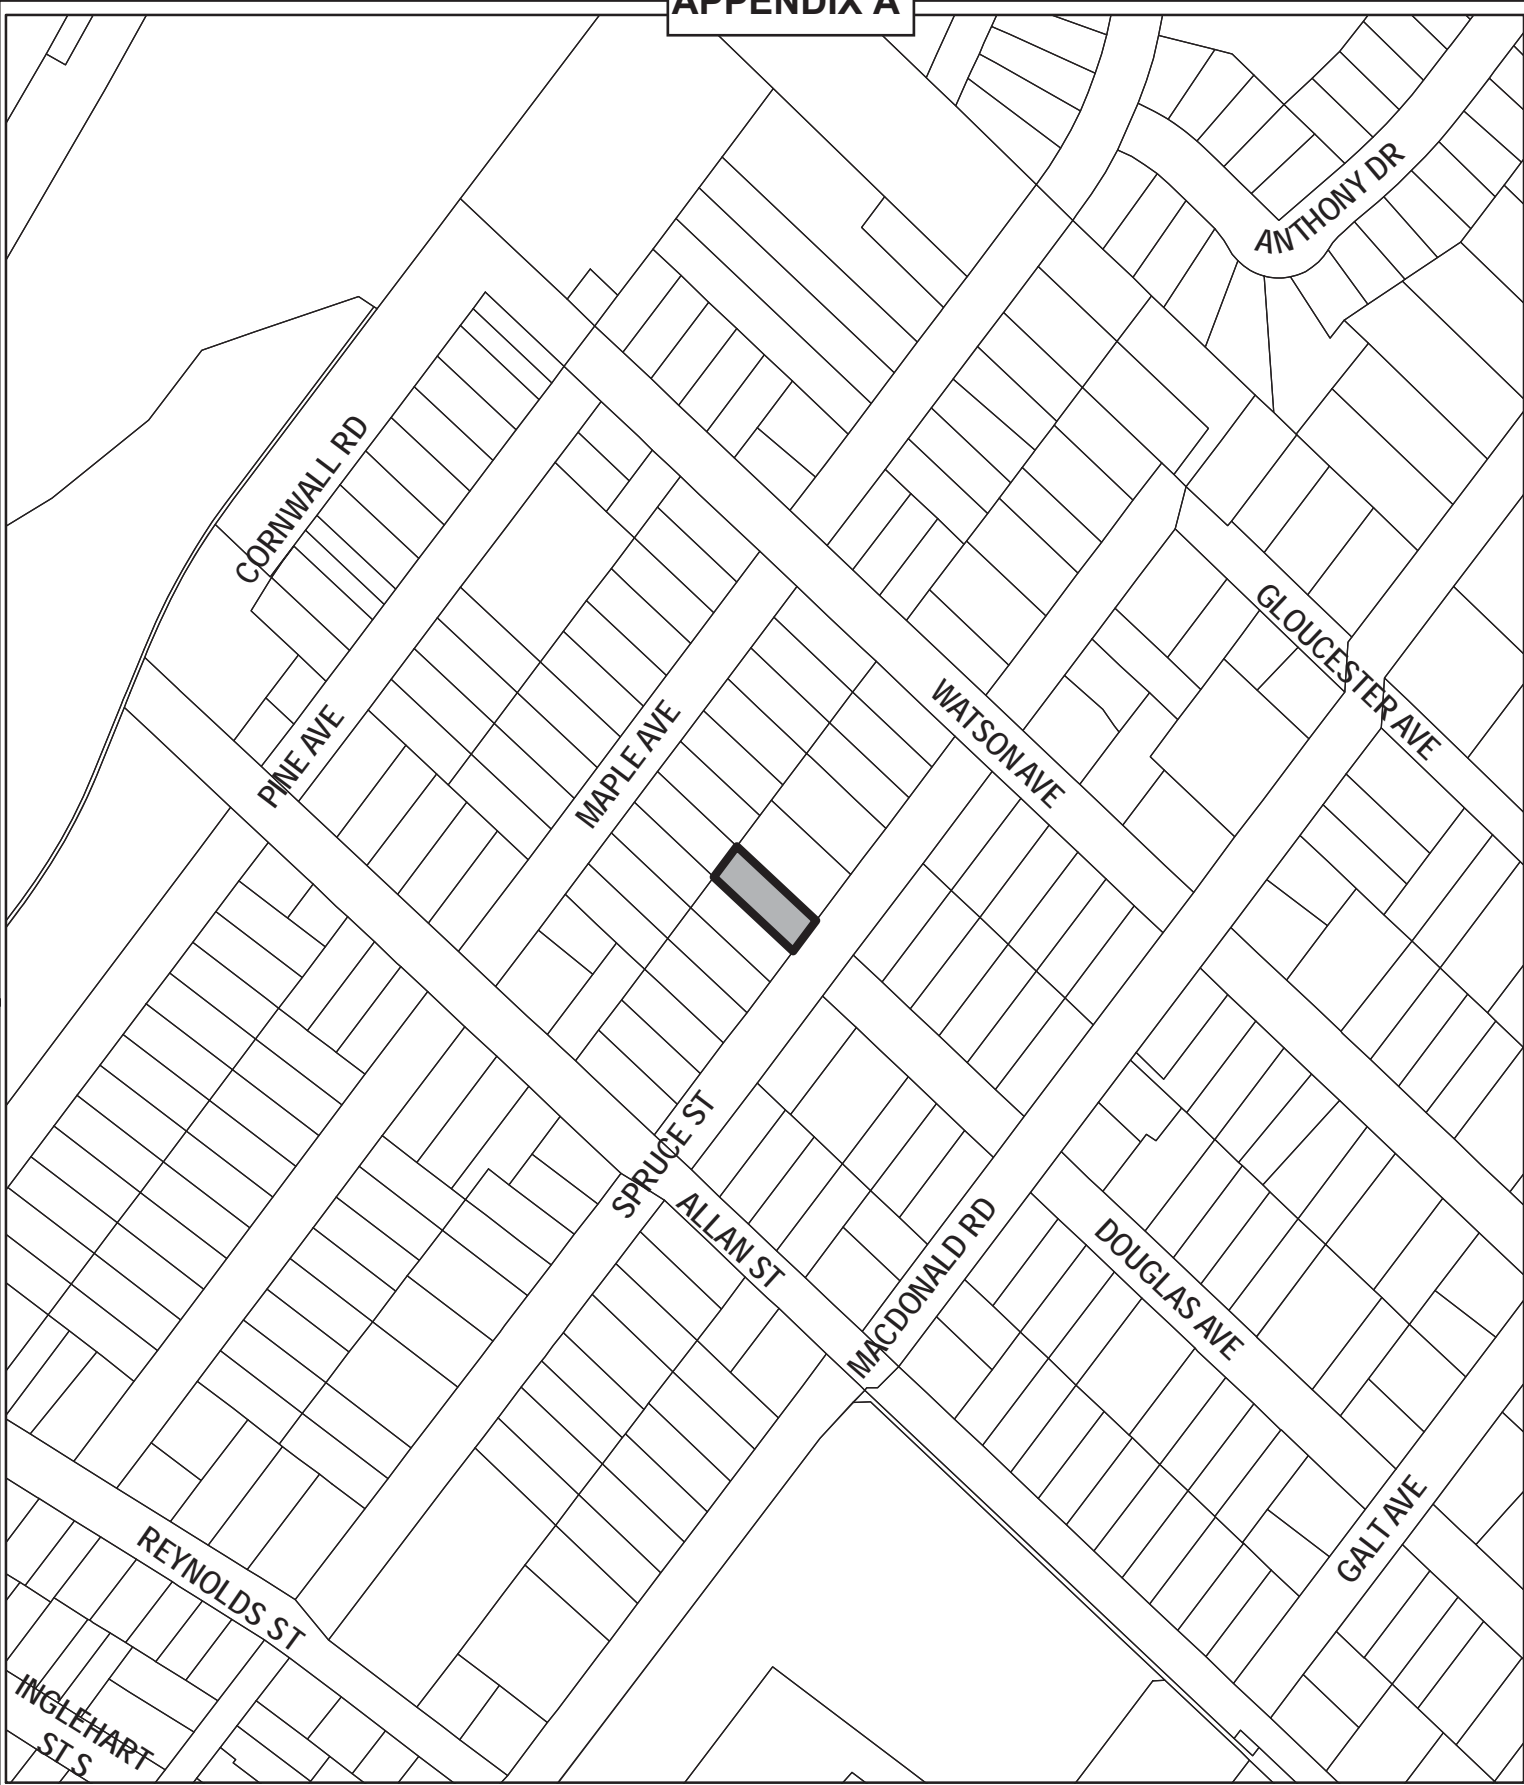 APPENDIX A
ANTHONY DR
CORNWALL RD
GLOUCESTER AVE
WATSON AVE
PINE AVE
MAPLE AVE
SPRUCE ST
ALLAN ST
MACDONALD RD
DOUGLAS AVE
GALT AVE
REYNOLDS ST
INGLEHART
ST S